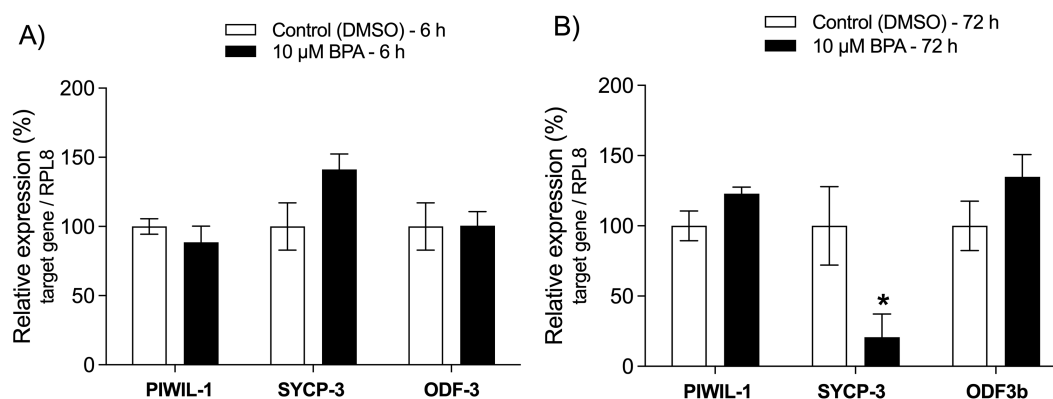 A)
Control (DMSO) - 6 h
10 µM BPA - 6 h
Relative expression (%)
target gene / RPL8
200
150
100
50
0
PIWIL-1
SYCP-3
ODF-3
B)
Control (DMSO) - 72 h
10 µM BPA - 72 h
Relative expression (%)
target gene / RPL8
200
150
100
50
0
*
PIWIL-1
SYCP-3
ODF3b